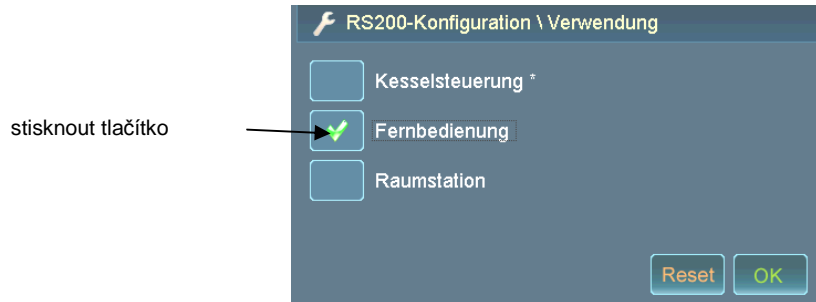 RS200-Konfiguration \ Verwendung
Kesselsteuerung *
stisknout tlačítko
Fernbedienung
Raumstation
Reset
OK